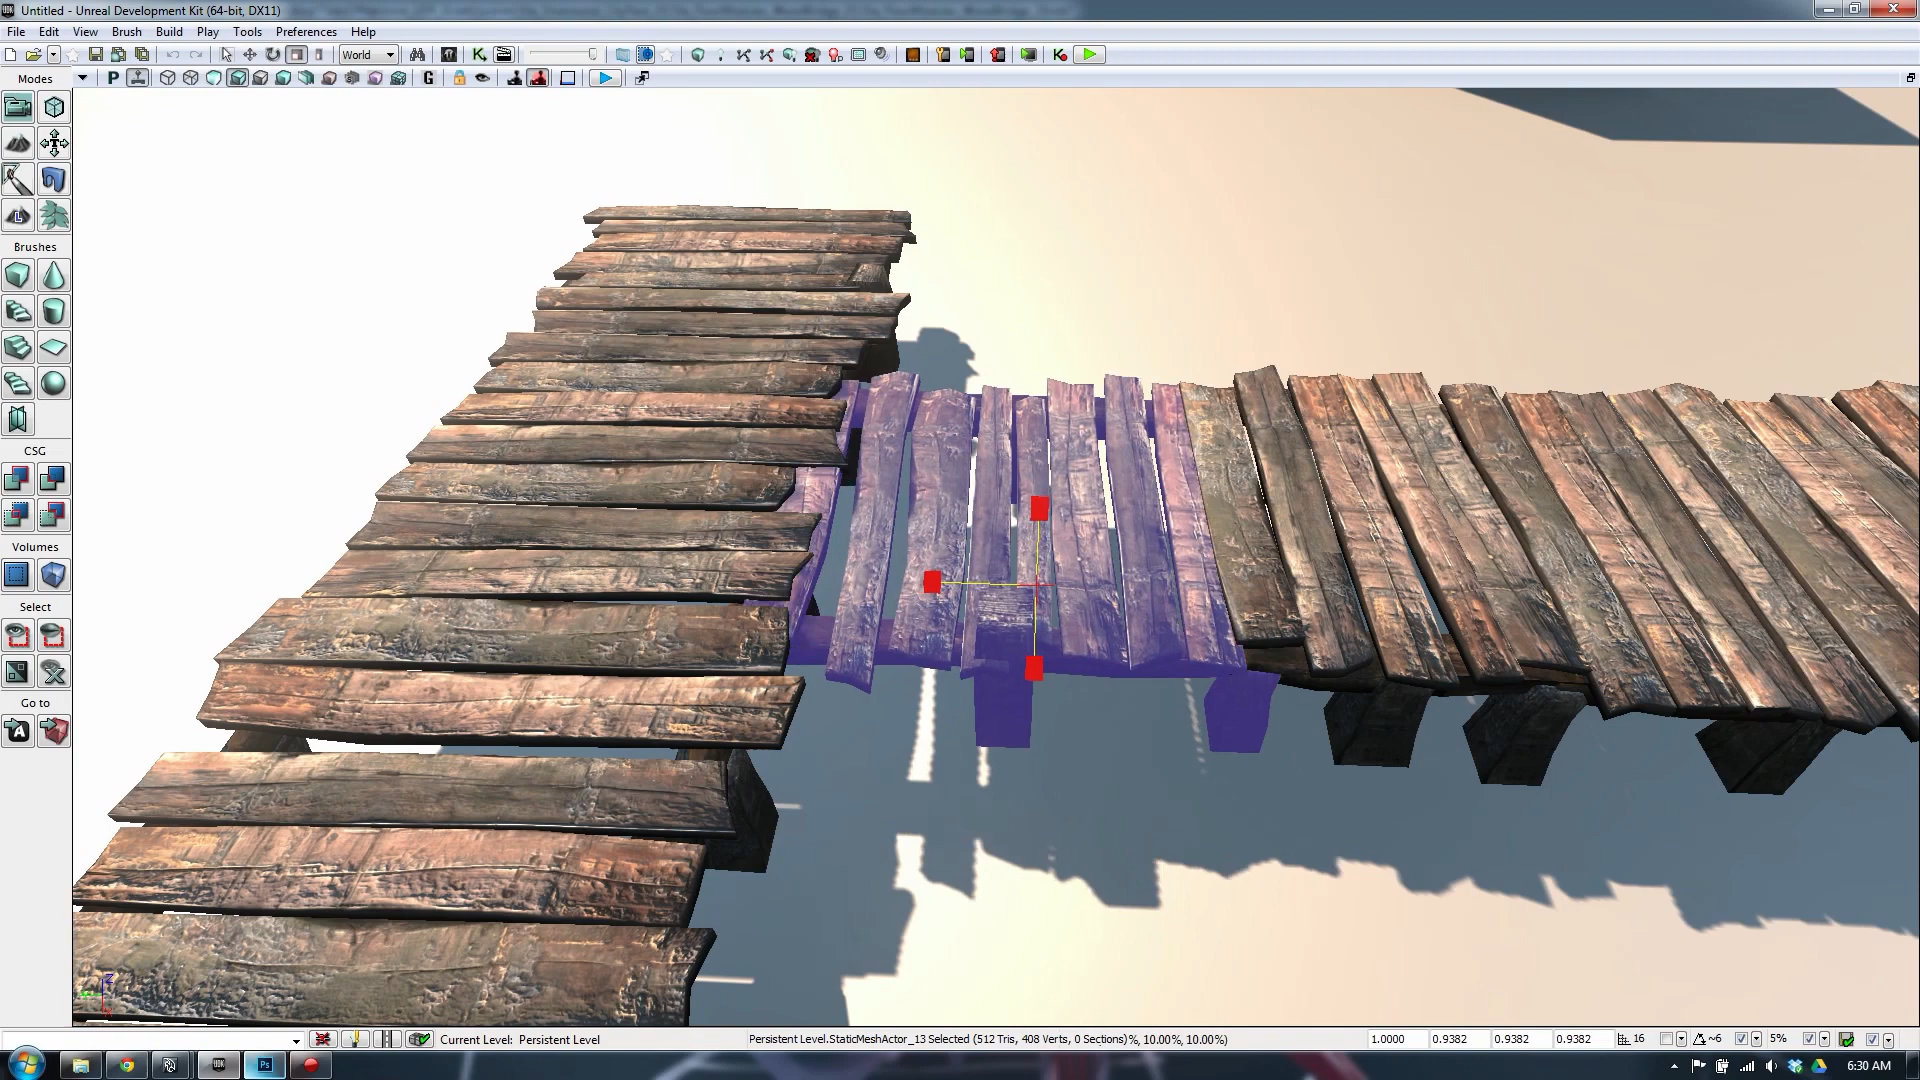 Untitled - Unreal Development Kit (64-bit, DX11)
File Edit View Brush Build Play Tools Preferences Help
World
Modes
P
G
Brushes
CSG
Volumes
Select
Go to
Current Level: Persistent Level
Persistent Level.StaticMeshActor_13 Selected (512 Tris, 408 Verts, 0 Sections)%, 10.00%, 10.00%)
1.0000
0.9382
0.9382
0.9382
16
~6
5%
6:30 AM